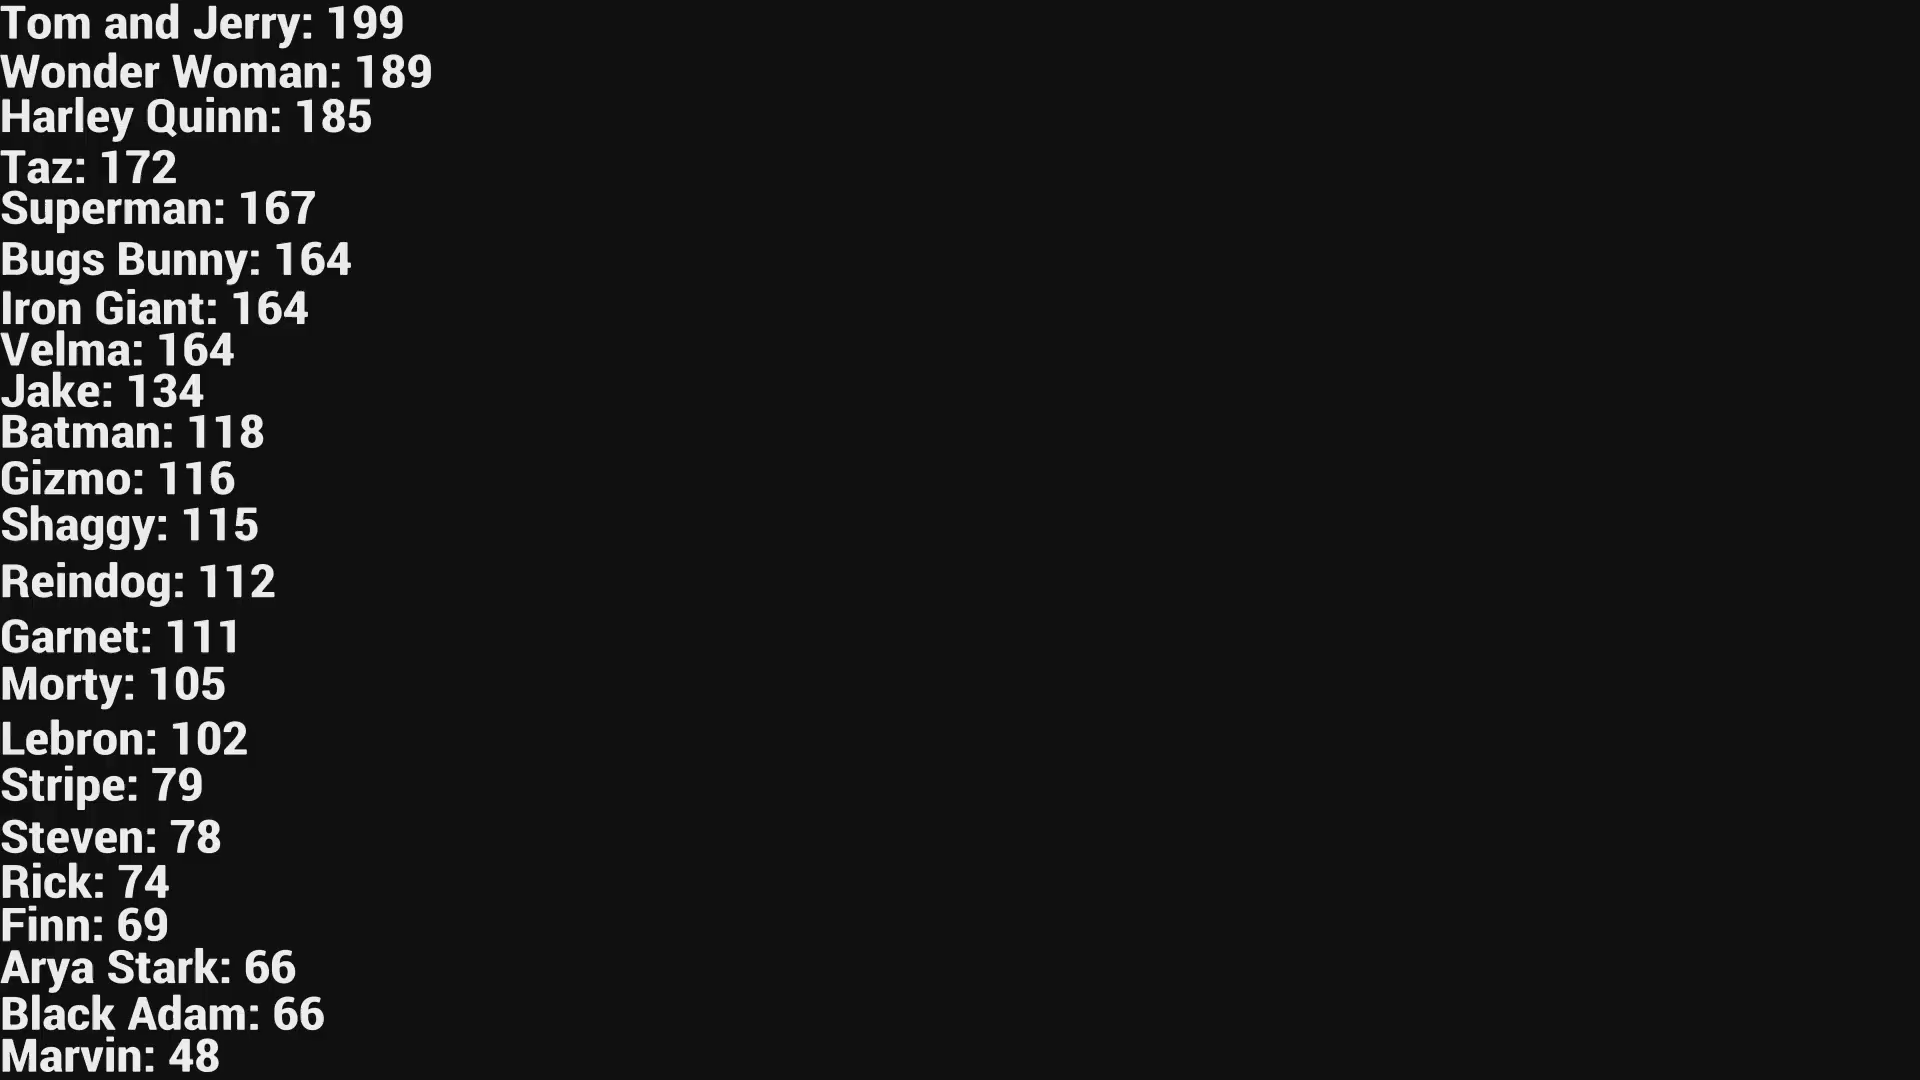 Tom and Jerry: 199
Wonder Woman: 189
Harley Quinn: 185
Taz: 172
Superman: 167
Bugs Bunny: 164
Iron Giant: 164
Velma: 164
Jake: 134
Batman: 118
Gizmo: 116
Shaggy: 115
Reindog: 112
Garnet: 111
Morty: 105
Lebron: 102
Stripe: 79
Steven: 78
Rick: 74
Finn: 69
Arya Stark: 66
Black Adam: 66
Marvin: 48